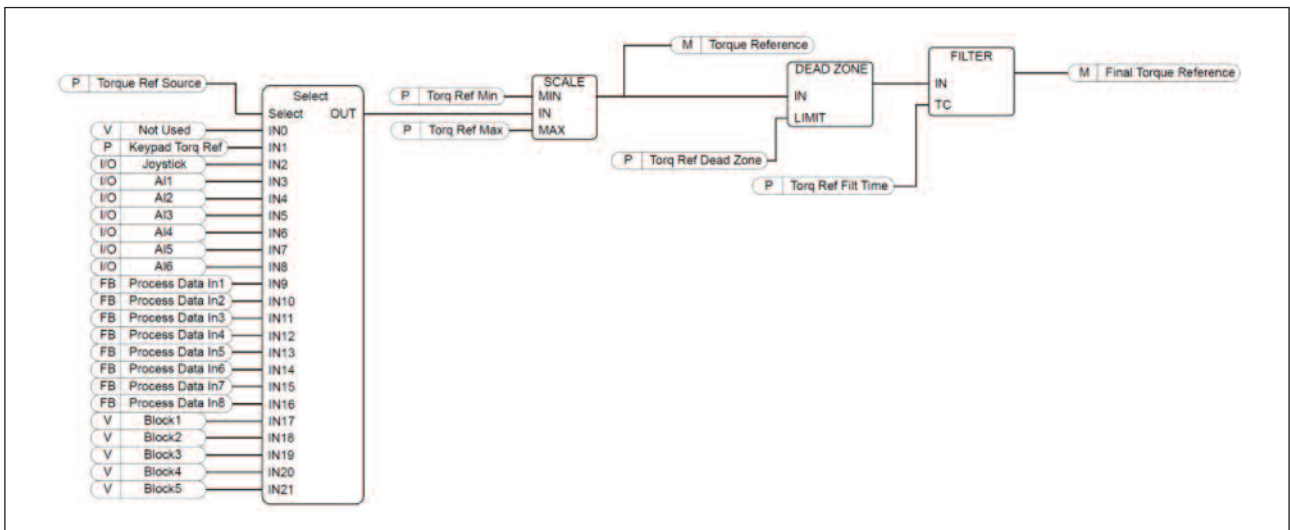 M Torque Reference
FILTER
P Torque Ref Source
SCALE
DEAD ZONE
IN
M Final Torque Reference
Select
P Torq Ref Min
MIN
IN
TC
Select OUT
IN
LIMIT
P Torq Ref Max
MAX
V Not Used IN0
P Keypad Torq Ref IN1
I/O Joystick IN2
P Torq Ref Dead Zone
I/O AI1 IN3
P Torq Ref Filt Time
I/O AI2 IN4
I/O AI3 IN5
I/O AI4 IN6
I/O AI5 IN7
I/O AI6 IN8
FB Process Data In1 IN9
FB Process Data In2 IN10
FB Process Data In3 IN11
FB Process Data In4 IN12
FB Process Data In5 IN13
FB Process Data In6 IN14
FB Process Data In7 IN15
FB Process Data In8 IN16
V Block1 IN17
V Block2 IN18
V Block3 IN19
V Block4 IN20
V Block5 IN21